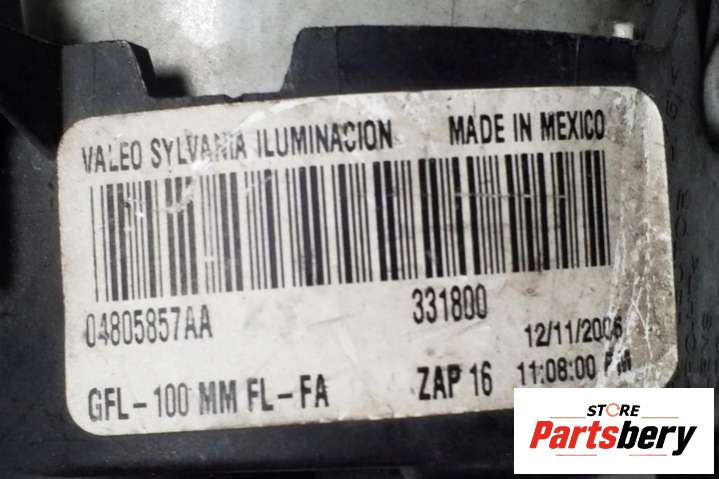 VALEO SYLVANIA ILUMINACION MADE IN MEXICO
04805857AA 331800
12/11/2006
GFL-100 MM FL-FA ZAP 16 11:08:00
STORE
Partsbery